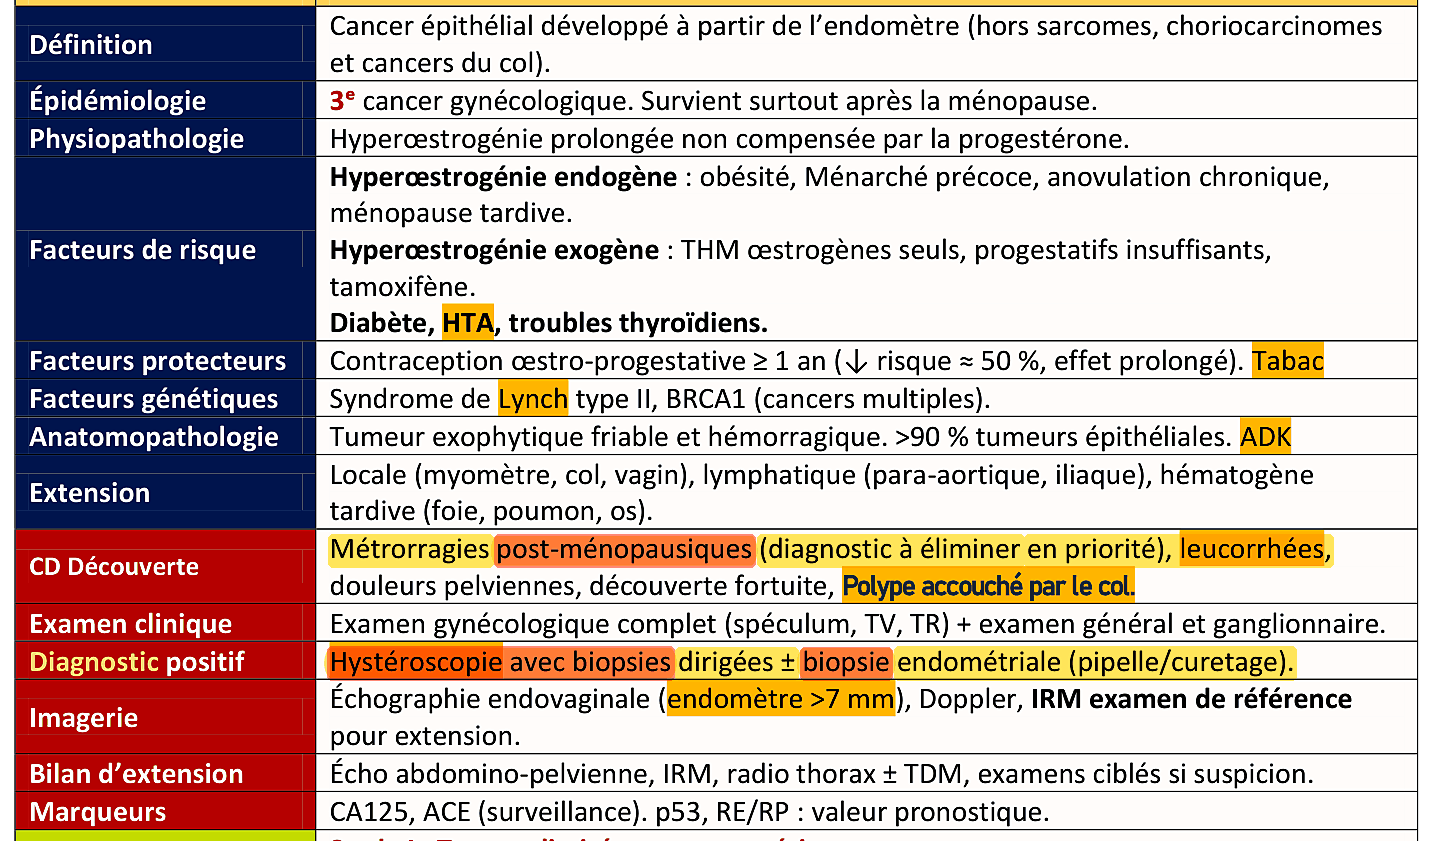 Définition
Cancer épithélial développé à partir de l’endomètre (hors sarcomes, choriocarcinomes
et cancers du col).
Épidémiologie
3e cancer gynécologique. Survient surtout après la ménopause.
Physiopathologie
Hyperœstrogénie prolongée non compensée par la progestérone.
Facteurs de risque
Hyperœstrogénie endogène : obésité, Ménarché précoce, anovulation chronique,
ménopause tardive.
Hyperœstrogénie exogène : THM œstrogènes seuls, progestatifs insuffisants,
tamoxifène.
Diabète, HTA, troubles thyroïdiens.
Facteurs protecteurs
Contraception œstro-progestative ≥ 1 an (↓ risque ≈ 50 %, effet prolongé). Tabac
Facteurs génétiques
Syndrome de Lynch type II, BRCA1 (cancers multiples).
Anatomopathologie
Tumeur exophytique friable et hémorragique. >90 % tumeurs épithéliales. ADK
Extension
Locale (myomètre, col, vagin), lymphatique (para-aortique, iliaque), hématogène
tardive (foie, poumon, os).
CD Découverte
Métrorragies post-ménopausiques (diagnostic à éliminer en priorité), leucorrhées,
douleurs pelviennes, découverte fortuite, Polype accouché par le col.
Examen clinique
Examen gynécologique complet (spéculum, TV, TR) + examen général et ganglionnaire.
Diagnostic positif
Hystéroscopie avec biopsies dirigées ± biopsie endométriale (pipelle/curetage).
Imagerie
Échographie endovaginale (endomètre >7 mm), Doppler, IRM examen de référence
pour extension.
Bilan d’extension
Écho abdomino-pelvienne, IRM, radio thorax ± TDM, examens ciblés si suspicion.
Marqueurs
CA125, ACE (surveillance). p53, RE/RP : valeur pronostique.